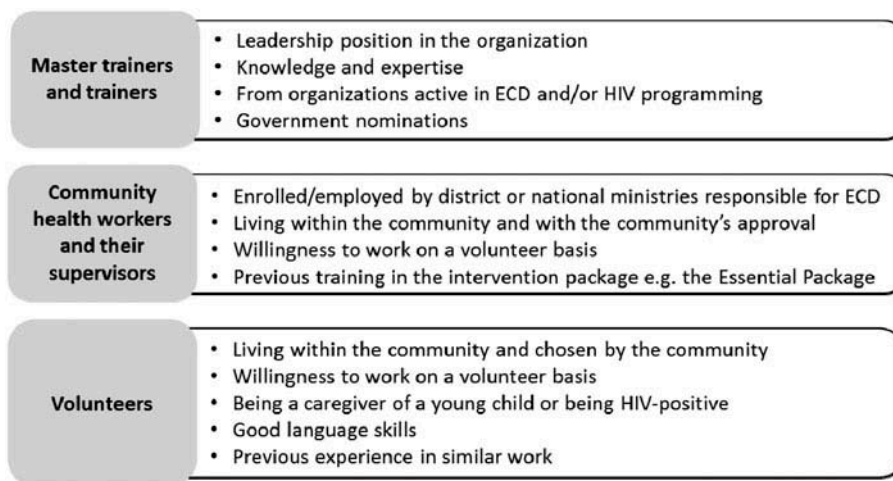 Master trainers
and trainers
• Leadership position in the organization
• Knowledge and expertise
• From organizations active in ECD and/or HIV programming
• Government nominations
Community
health workers
and their
supervisors
• Enrolled/employed by district or national ministries responsible for ECD
• Living within the community and with the community's approval
• Willingness to work on a volunteer basis
• Previous training in the intervention package e.g. the Essential Package
Volunteers
• Living within the community and chosen by the community
• Willingness to work on a volunteer basis
• Being a caregiver of a young child or being HIV-positive
• Good language skills
• Previous experience in similar work